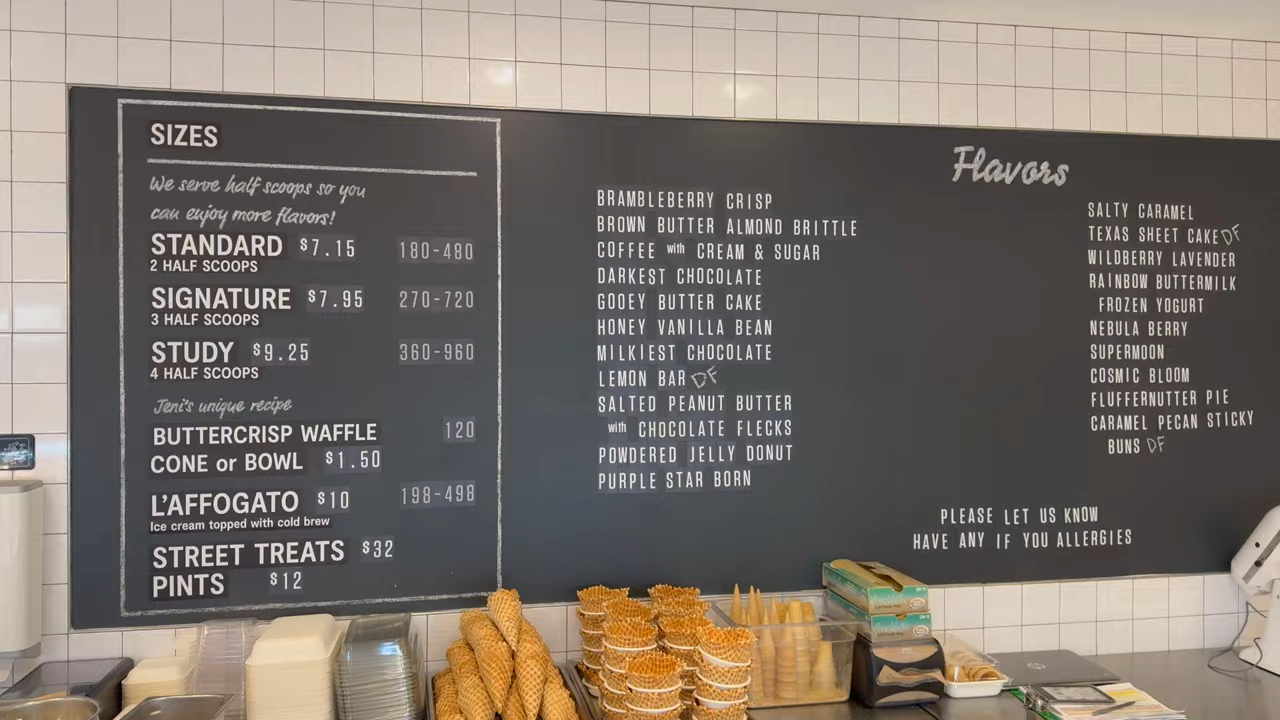 SIZES
We serve half scoops so you
can enjoy more flavors!
STANDARD $7.15 180-480
2 HALF SCOOPS
SIGNATURE $7.95 270-720
3 HALF SCOOPS
STUDY $9.25 360-960
4 HALF SCOOPS
Jeni's unique recipe
BUTTERCRISP WAFFLE 120
CONE or BOWL $1.50
L'AFFOGATO $10 198-498
Ice cream topped with cold brew
STREET TREATS $32
PINTS $12
Flavors
BRAMBLEBERRY CRISP
BROWN BUTTER ALMOND BRITTLE
COFFEE with CREAM & SUGAR
DARKEST CHOCOLATE
GOOEY BUTTER CAKE
HONEY VANILLA BEAN
MILKIEST CHOCOLATE
LEMON BAR DF
SALTED PEANUT BUTTER
with CHOCOLATE FLECKS
POWDERED JELLY DONUT
PURPLE STAR BORN
SALTY CARAMEL
TEXAS SHEET CAKE DF
WILDBERRY LAVENDER
RAINBOW BUTTERMILK
FROZEN YOGURT
NEBULA BERRY
SUPERMOON
COSMIC BLOOM
FLUFFERNUTTER PIE
CARAMEL PECAN STICKY
BUNS DF
PLEASE LET US KNOW
HAVE ANY IF YOU ALLERGIES